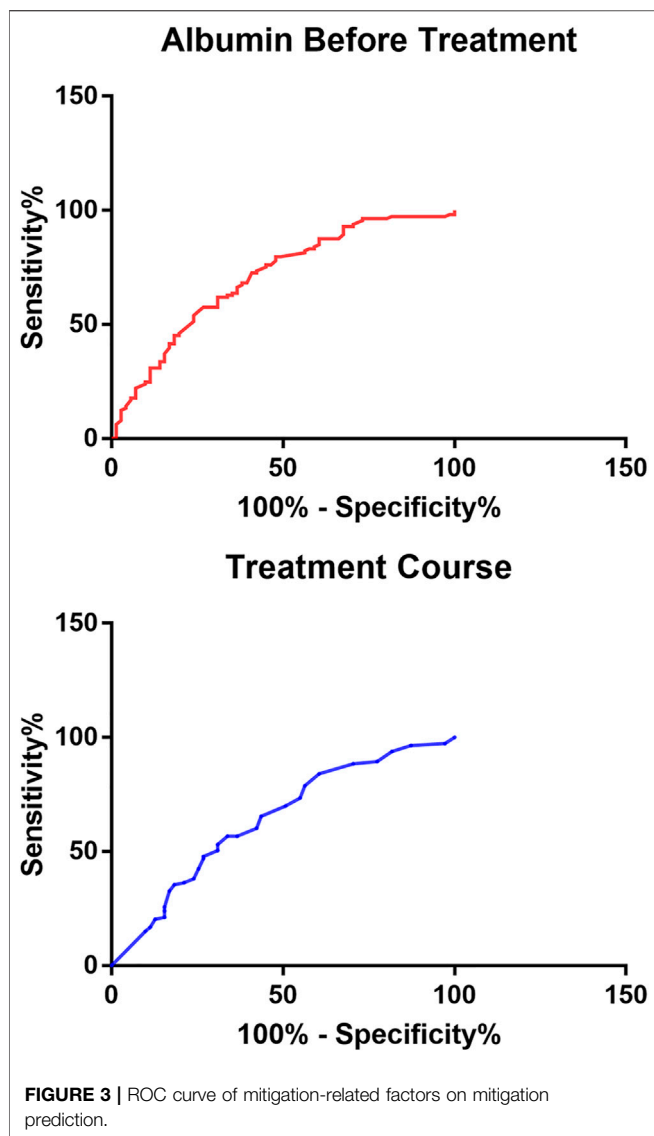 Albumin Before Treatment
150
100
50
0
Sensitivity%
0 50 100 150
100% - Specificity%
Treatment Course
150
100
50
0
Sensitivity%
0 50 100 150
100% - Specificity%
FIGURE 3 | ROC curve of mitigation-related factors on mitigation
prediction.